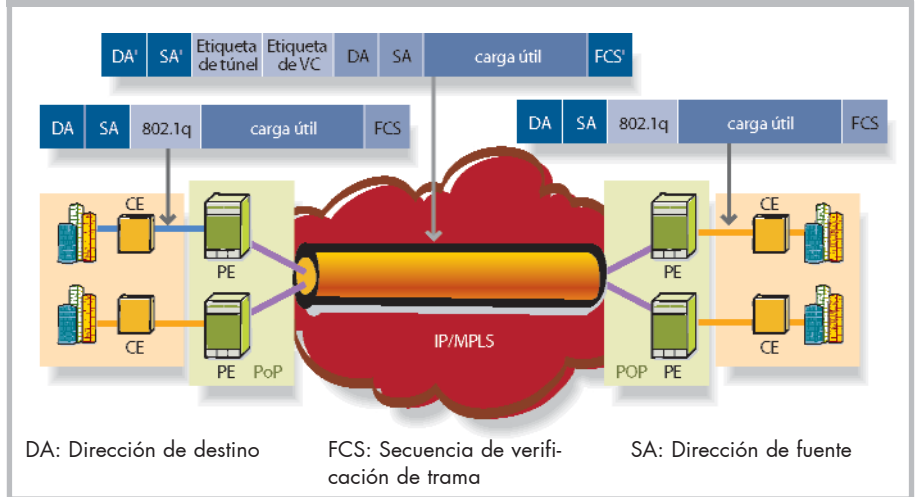 DA' SA' Etiqueta de túnel Etiqueta de VC DA SA carga útil FCS'
DA SA 802.1q carga útil FCS
DA SA 802.1q carga útil FCS
CE
CE
PE
PE
IP/MPLS
CE
PE PoP
POP PE
CE
DA: Dirección de destino
FCS: Secuencia de verifi-
cación de trama
SA: Dirección de fuente